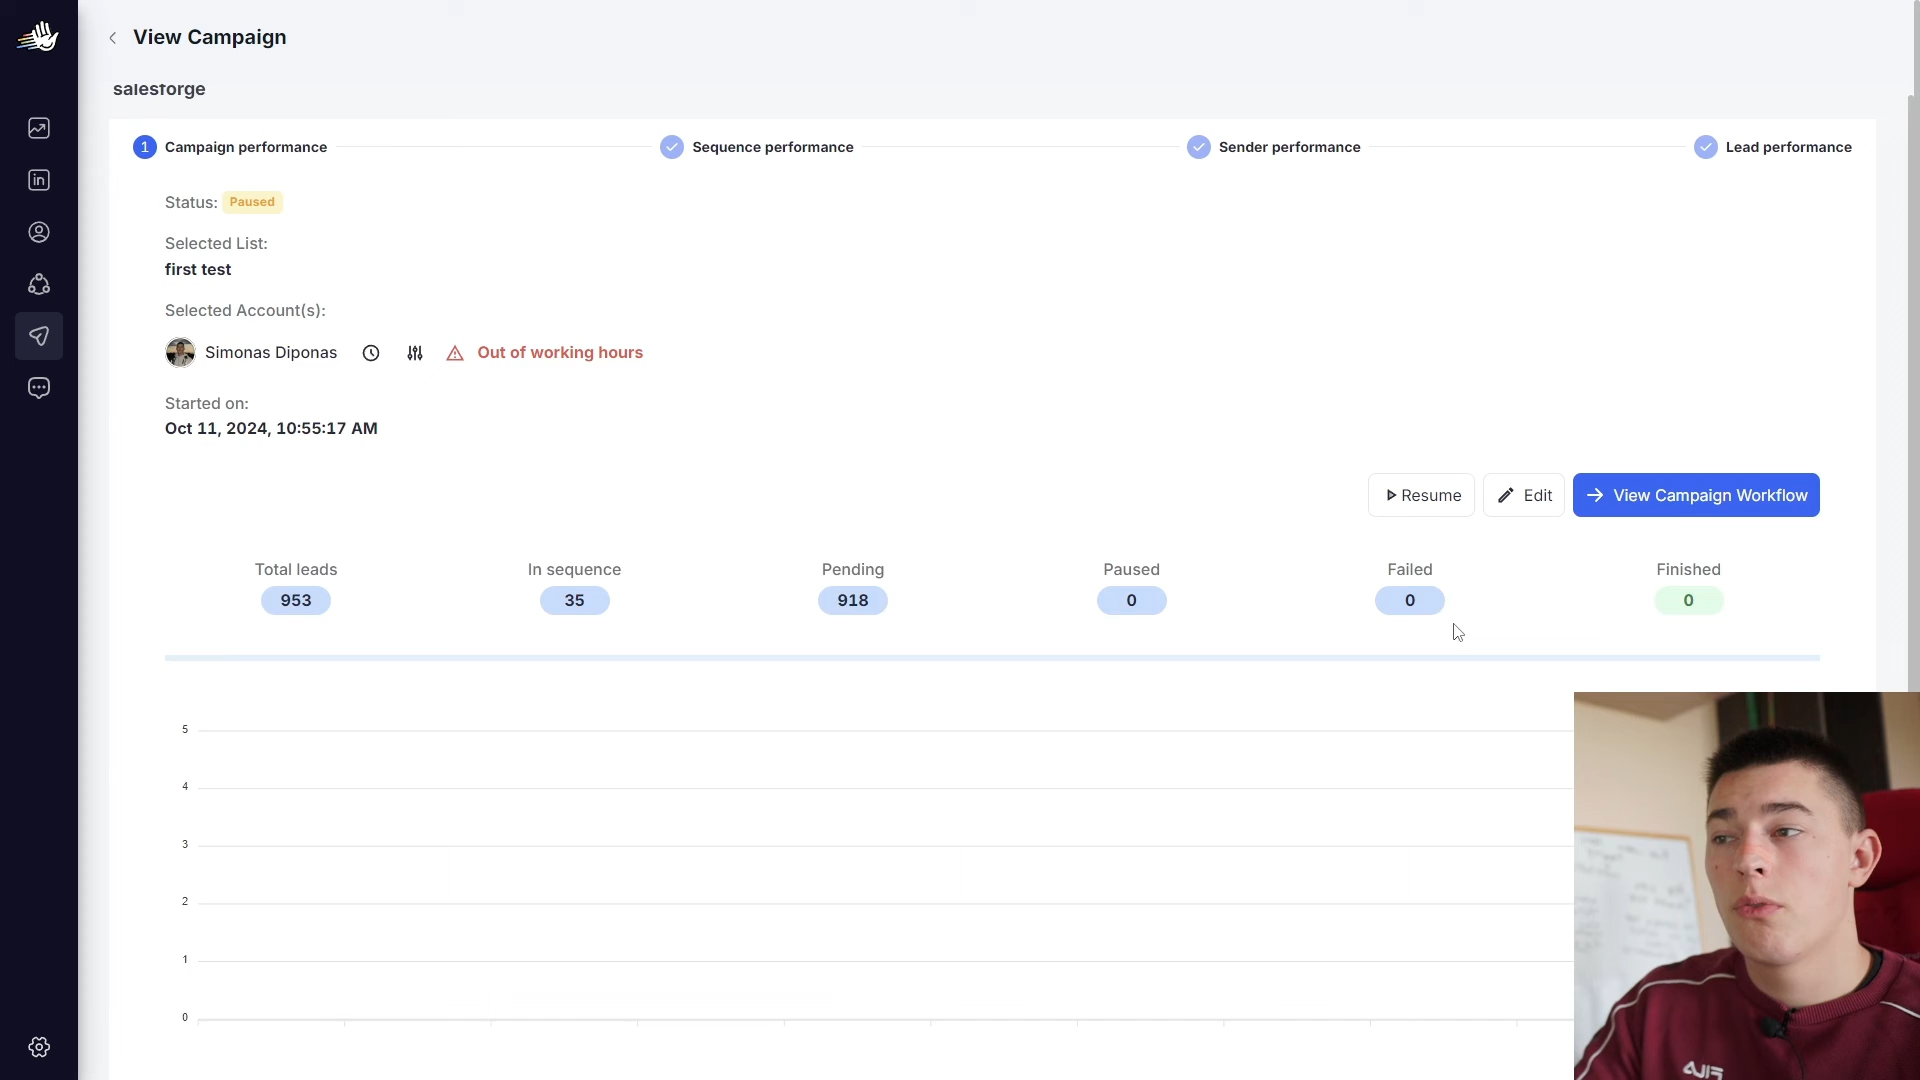 View Campaign
salesforge
1 Campaign performance
Sequence performance
Sender performance
Lead performance
Status: Paused
Selected List:
first test
Selected Account(s):
Simonas Diponas
Out of working hours
Started on:
Oct 11, 2024, 10:55:17 AM
Resume
Edit
View Campaign Workflow
Total leads
953
In sequence
35
Pending
918
Paused
0
Failed
0
Finished
0
5
4
3
2
1
0
FILA